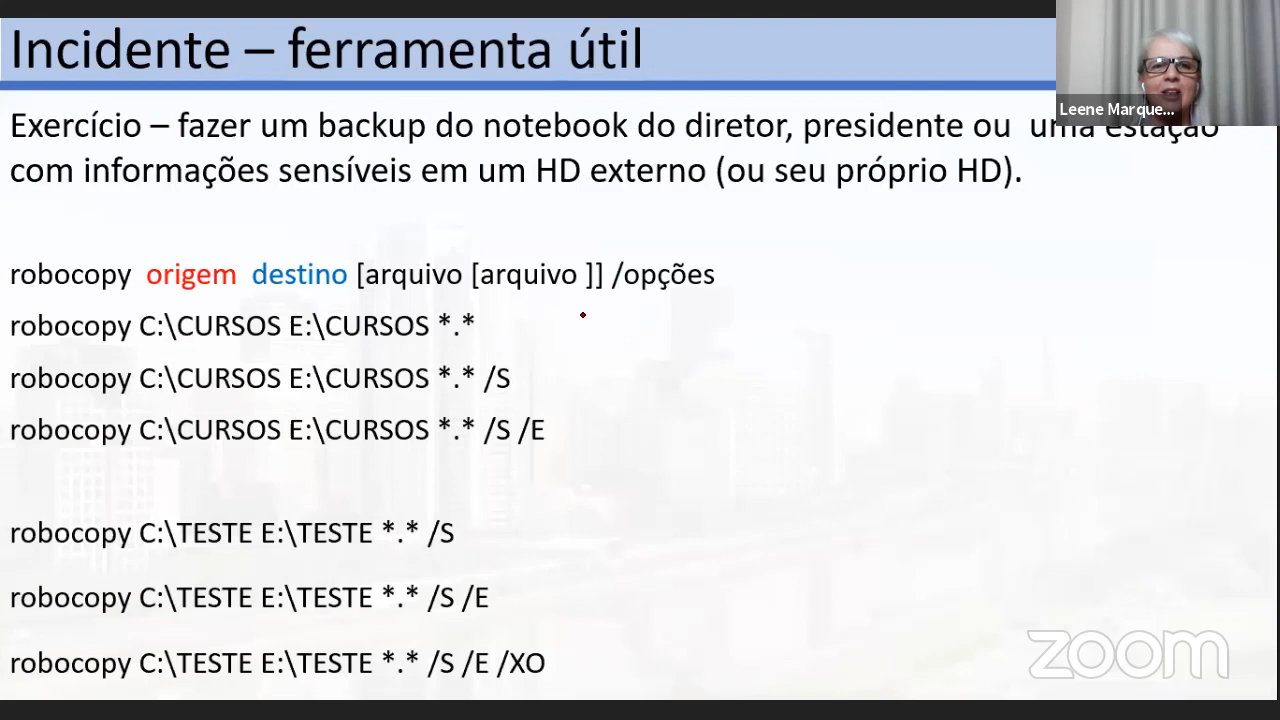 Incidente – ferramenta útil
Leene Marque...
Exercício – fazer um backup do notebook do diretor, presidente ou uma estação
com informações sensíveis em um HD externo (ou seu próprio HD).
robocopy origem destino [arquivo [arquivo ]] /opções
robocopy C:\CURSOS E:\CURSOS *.*
robocopy C:\CURSOS E:\CURSOS *.* /S
robocopy C:\CURSOS E:\CURSOS *.* /S /E
robocopy C:\TESTE E:\TESTE *.* /S
robocopy C:\TESTE E:\TESTE *.* /S /E
robocopy C:\TESTE E:\TESTE *.* /S /E /XO
zoom